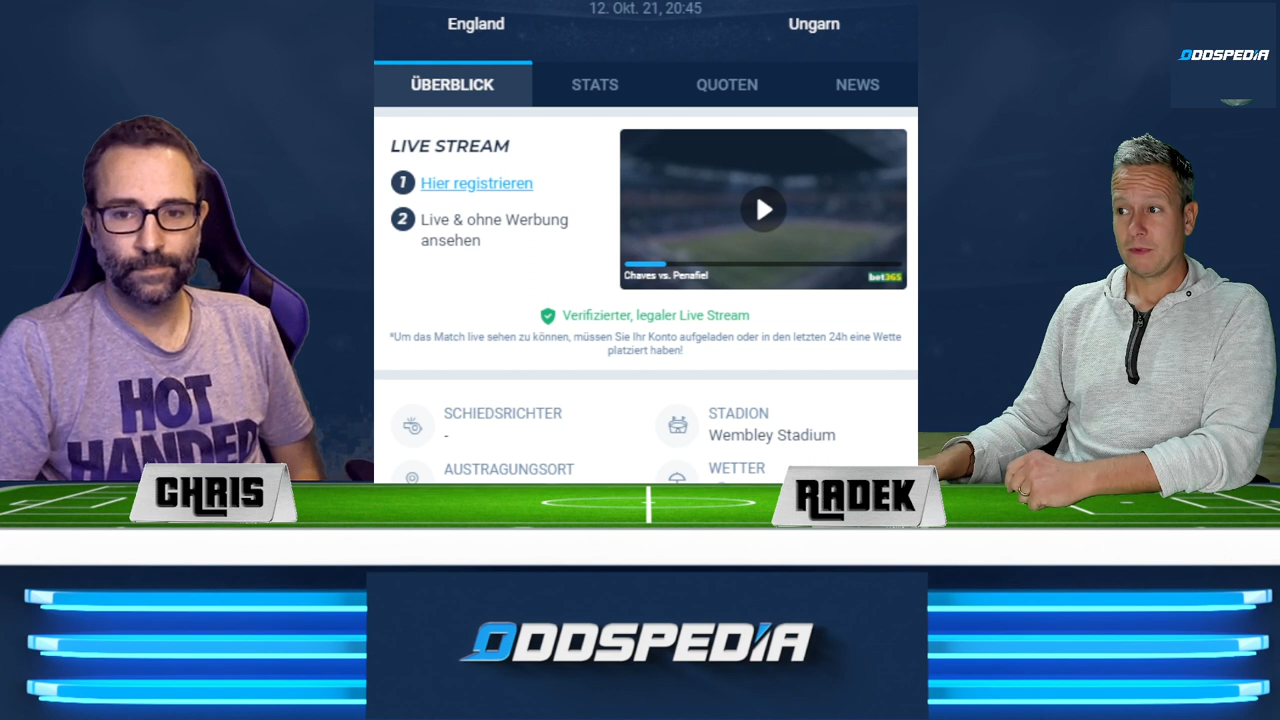 12. Okt. 21, 20:45
England
Ungarn
ODDSPEDIA
ÜBERBLICK
STATS
QUOTEN
NEWS
LIVE STREAM
1 Hier registrieren
2 Live & ohne Werbung
ansehen
Chaves vs. Penafiel
bet365
Verifizierter, legaler Live Stream
*Um das Match live sehen zu können, müssen Sie Ihr Konto aufgeladen oder in den letzten 24h eine Wette
platziert haben!
SCHIEDSRICHTER
-
STADION
Wembley Stadium
AUSTRAGUNGSORT
WETTER
HOT
HANDED
CHRIS
RADEK
ODDSPEDIA